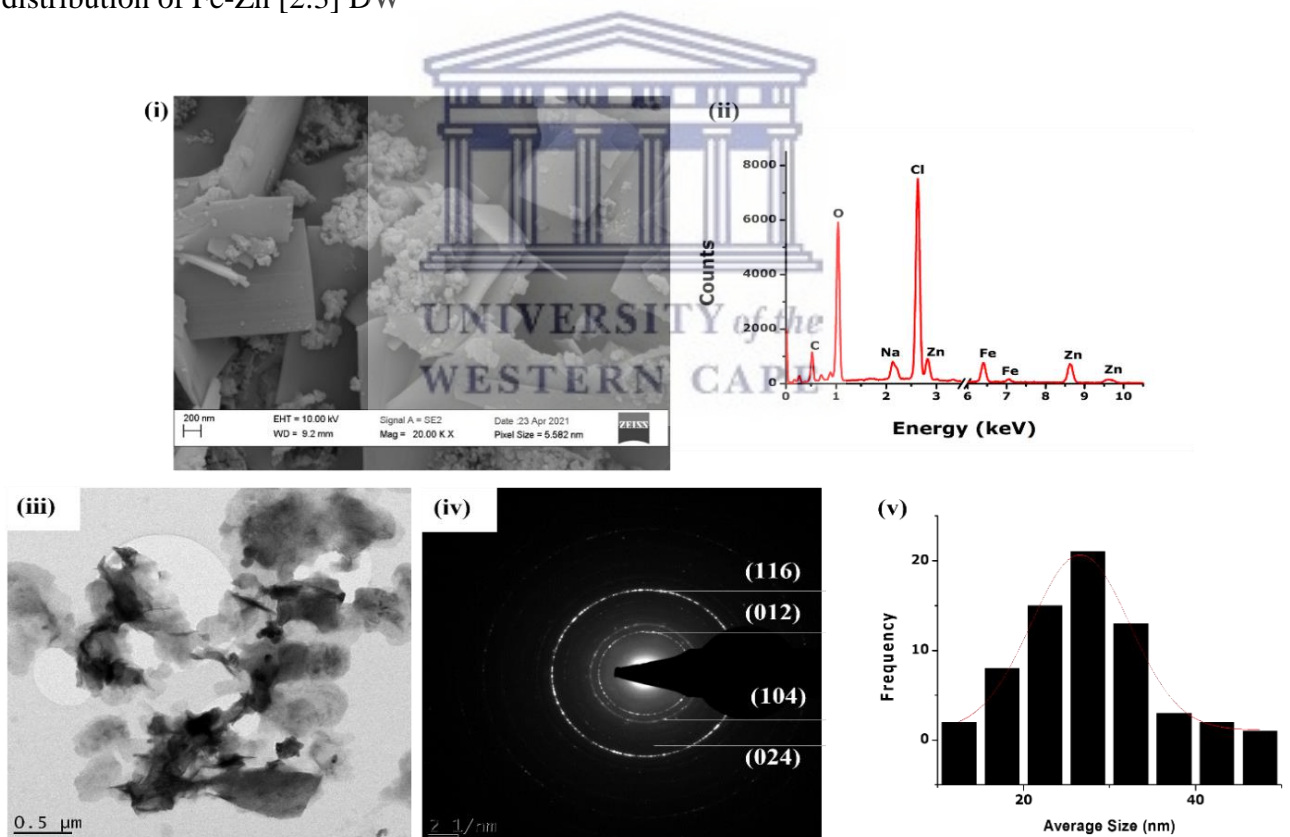 distribution of Fe-Zn [2:3] DW
(i)
(ii)
8000
6000
4000
2000
0
Counts
C
O
Na
Cl
Zn
Fe
Fe
Zn
Zn
0 1 2 3 6 7 8 9 10
Energy (keV)
UNIVERSITY of the
WESTERN CAPE
200 nm
EHT = 10.00 kV
WD = 9.2 mm
Signal A = SE2
Mag = 20.00 K X
Date :23 Apr 2021
Pixel Size = 5.582 nm
ZEISS
(iii)
0.5 µm
(iv)
(116)
(012)
(104)
(024)
2 1/nm
(v)
20
10
0
Frequency
20 40
Average Size (nm)